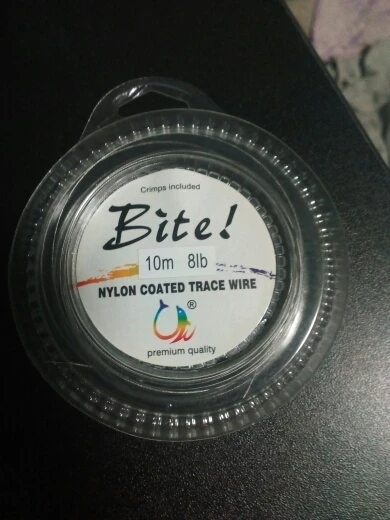 Crimps included
Bite!
10m 8lb
NYLON COATED TRACE WIRE
®
premium quality